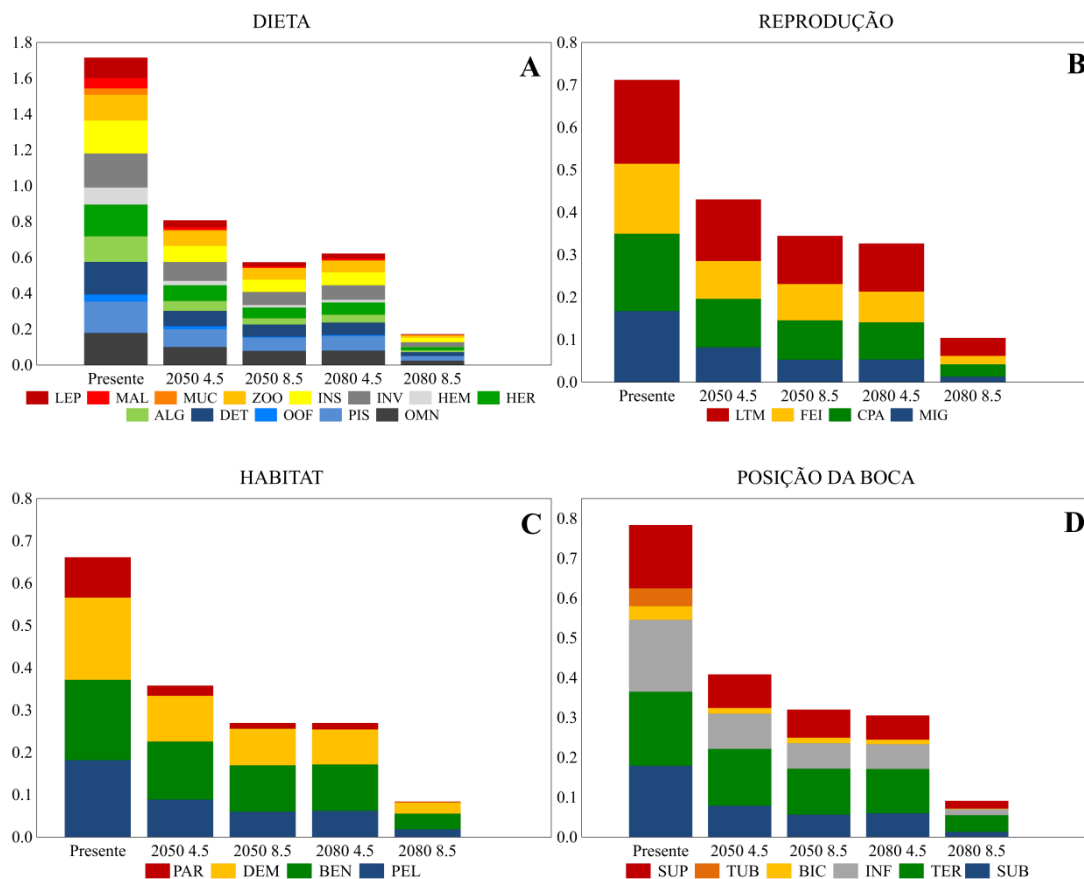 DIETA
A
1.8
1.6
1.4
1.2
1.0
0.8
0.6
0.4
0.2
0.0
Presente 2050 4.5 2050 8.5 2080 4.5 2080 8.5
LEP MAL MUC ZOO INS INV HEM HER
ALG DET OOF PIS OMN
REPRODUÇÃO
B
0.8
0.7
0.6
0.5
0.4
0.3
0.2
0.1
0.0
Presente 2050 4.5 2050 8.5 2080 4.5 2080 8.5
LTM FEI CPA MIG
HABITAT
C
0.8
0.7
0.6
0.5
0.4
0.3
0.2
0.1
0.0
Presente 2050 4.5 2050 8.5 2080 4.5 2080 8.5
PAR DEM BEN PEL
POSIÇÃO DA BOCA
D
0.8
0.7
0.6
0.5
0.4
0.3
0.2
0.1
0.0
Presente 2050 4.5 2050 8.5 2080 4.5 2080 8.5
SUP TUB BIC INF TER SUB